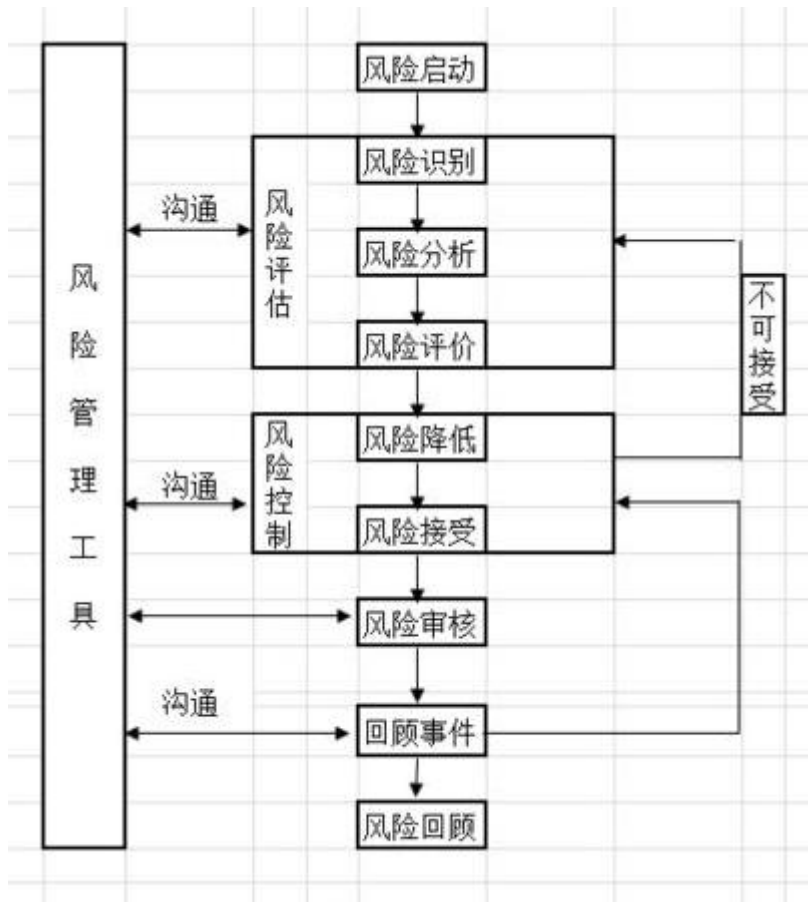 风险启动
风险识别
沟通
风险评估
风险分析
风险管理工具
不可接受
风险评价
风险降低
风险控制
沟通
风险接受
风险审核
沟通
回顾事件
风险回顾